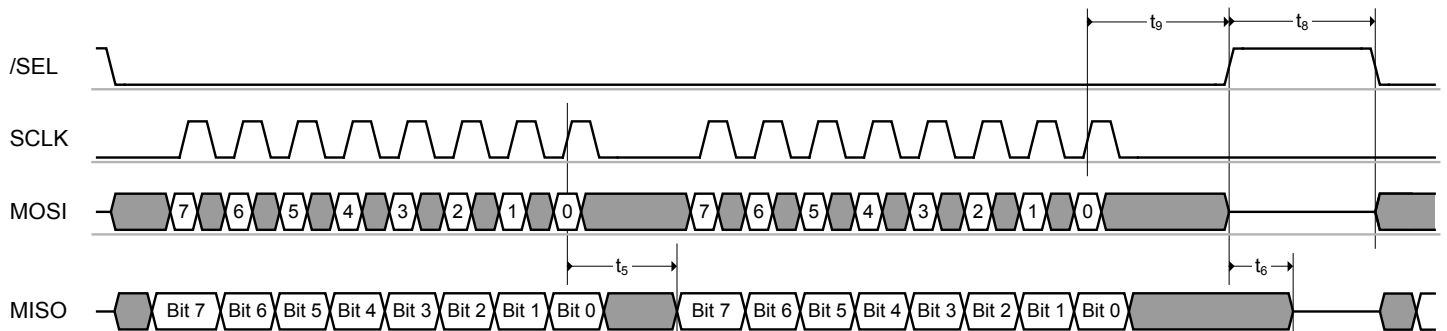 t9 t8
/SEL
SCLK
MOSI 7 6 5 4 3 2 1 0 7 6 5 4 3 2 1 0
t5 t6
MISO Bit 7 Bit 6 Bit 5 Bit 4 Bit 3 Bit 2 Bit 1 Bit 0 Bit 7 Bit 6 Bit 5 Bit 4 Bit 3 Bit 2 Bit 1 Bit 0